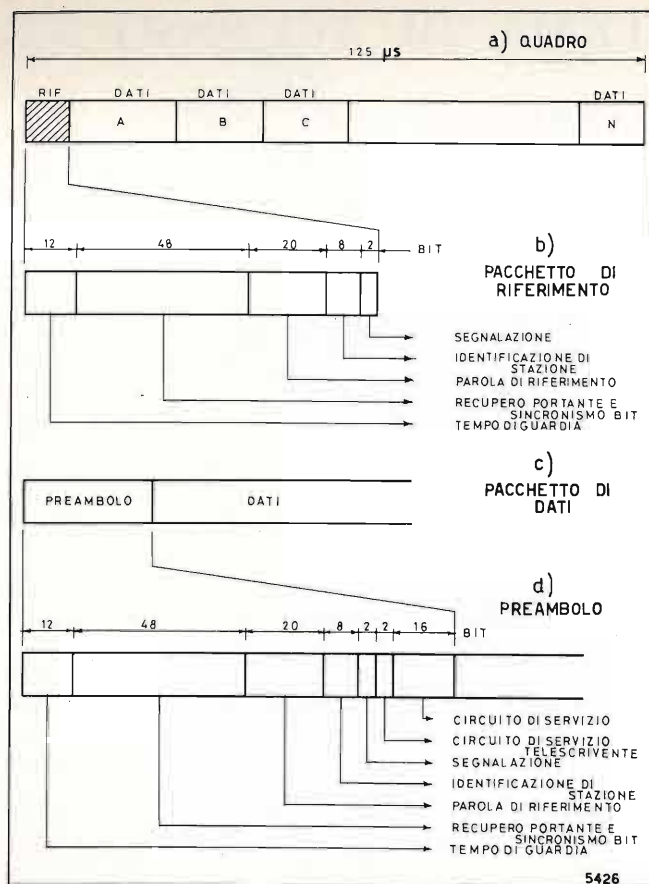 a) QUADRO
125 µs
RIF DATI DATI DATI DATI
A B C N
12 48 20 8 2 BIT
b)
PACCHETTO DI
RIFERIMENTO
SEGNALAZIONE
IDENTIFICAZIONE DI
STAZIONE
PAROLA DI RIFERIMENTO
RECUPERO PORTANTE E
SINCRONISMO BIT
TEMPO DI GUARDIA
c)
PACCHETTO DI
DATI
PREAMBOLO DATI
d)
PREAMBOLO
12 48 20 8 2 2 16 BIT
CIRCUITO DI SERVIZIO
CIRCUITO DI SERVIZIO
TELESCRIVENTE
SEGNALAZIONE
IDENTIFICAZIONE DI
STAZIONE
PAROLA DI RIFERIMENTO
RECUPERO PORTANTE E
SINCRONISMO BIT
TEMPO DI GUARDIA
5426